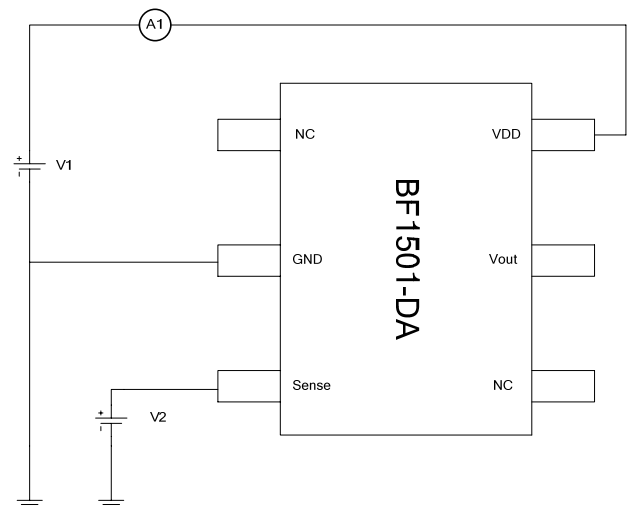 A1
NC
VDD
+
-
V1
BF1501-DA
GND
Vout
Sense
NC
+
-
V2